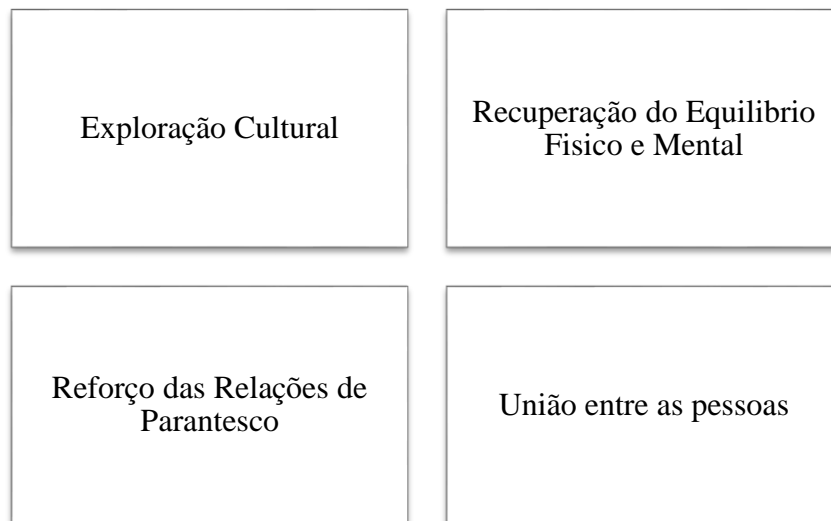 Exploração Cultural
Recuperação do Equilibrio
Fisico e Mental
Reforço das Relações de
Parantesco
União entre as pessoas